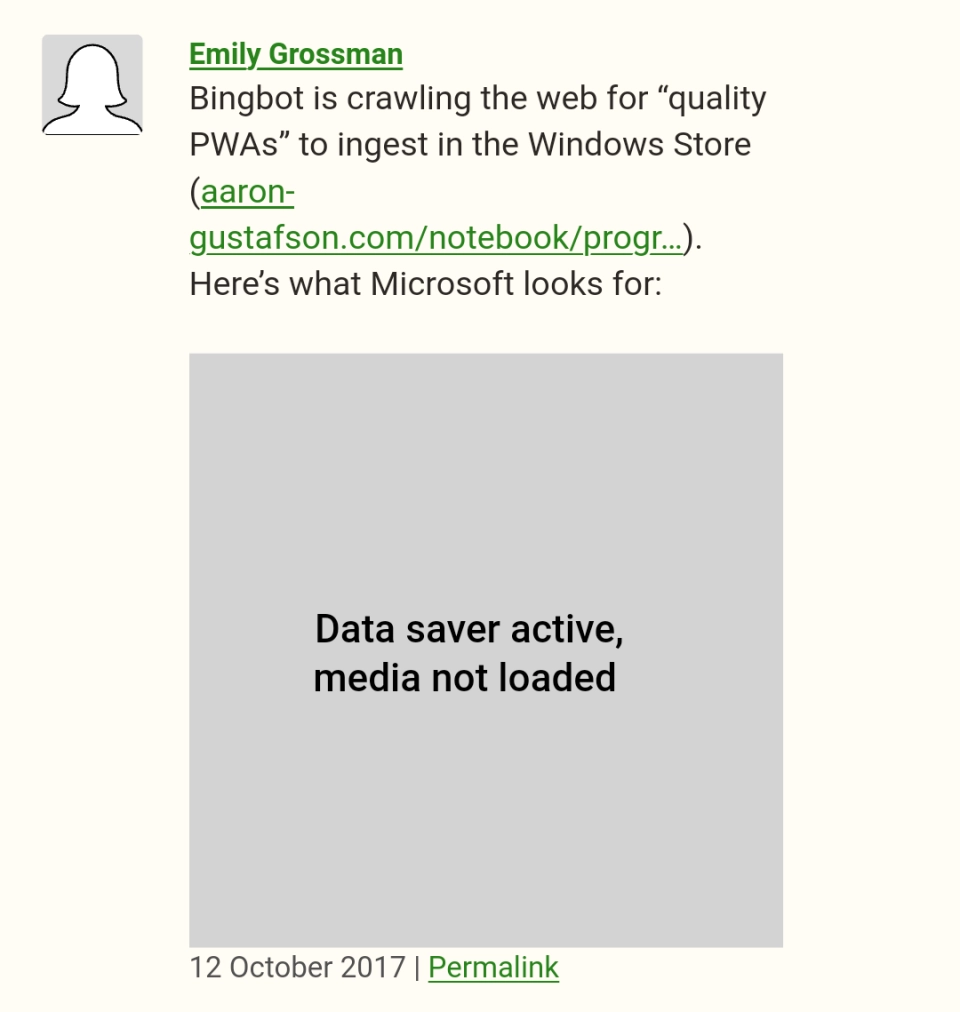 Emily Grossman
Bingbot is crawling the web for “quality
PWAs” to ingest in the Windows Store
(aaron-
gustafson.com/notebook/progr…).
Here’s what Microsoft looks for:
Data saver active,
media not loaded
12 October 2017 | Permalink